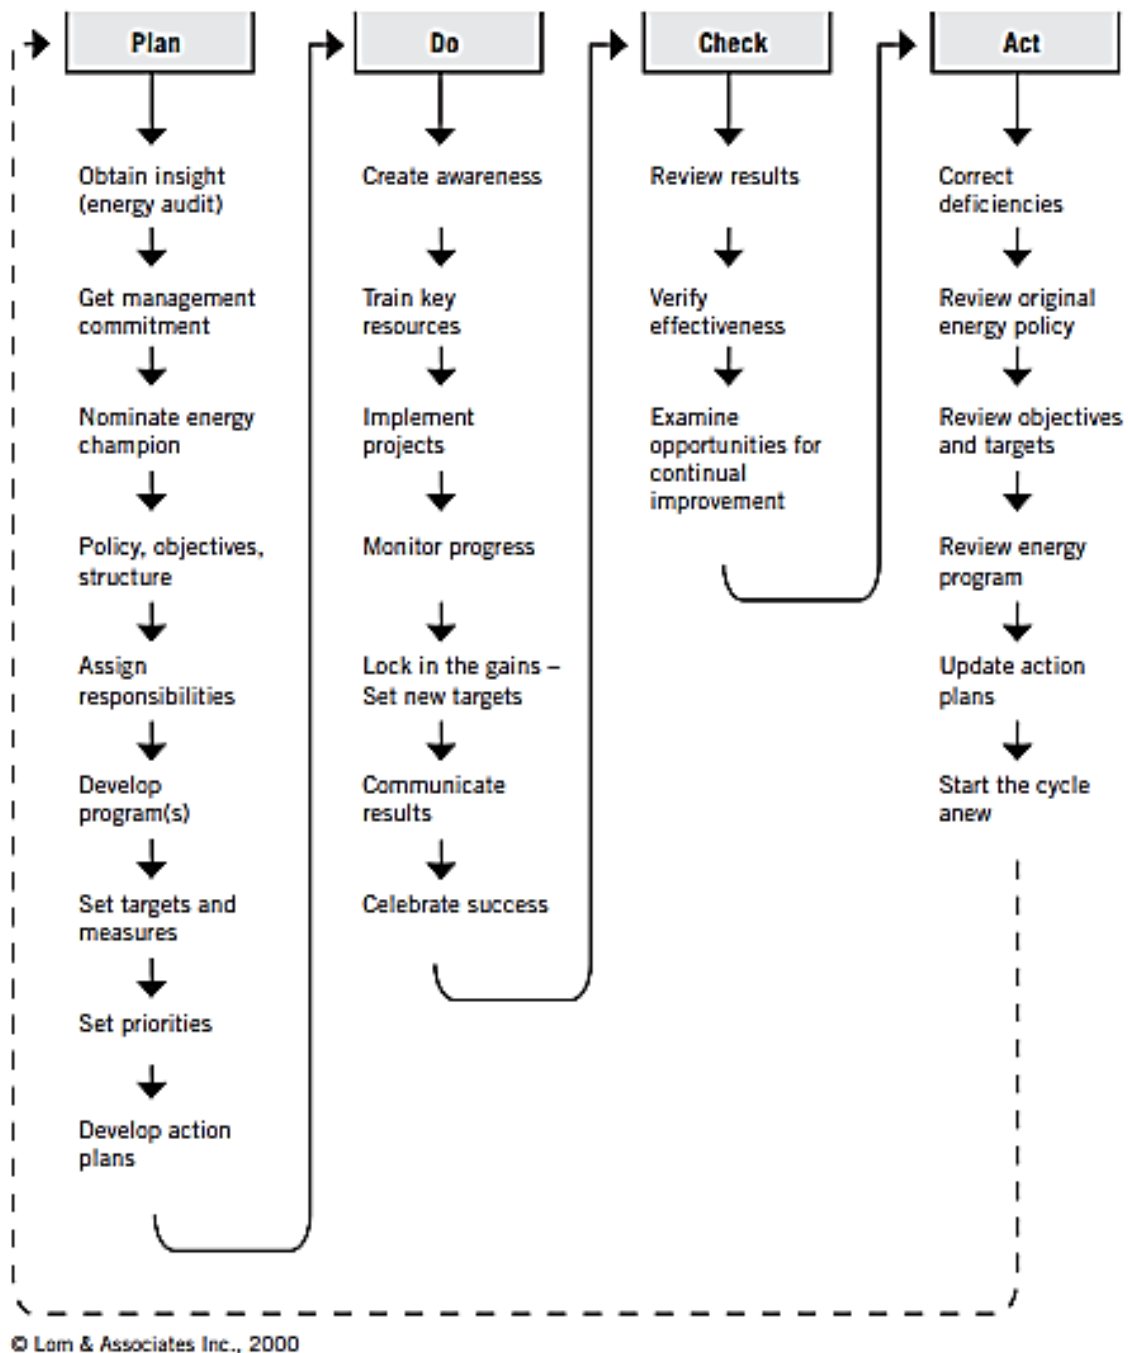 Plan
Obtain insight
(energy audit)
Get management
commitment
Nominate energy
champion
Policy, objectives,
structure
Assign
responsibilities
Develop
program(s)
Set targets and
measures
Set priorities
Develop action
plans
Do
Create awareness
Train key
resources
Implement
projects
Monitor progress
Lock in the gains –
Set new targets
Communicate
results
Celebrate success
Check
Review results
Verify
effectiveness
Examine
opportunities for
continual
improvement
Act
Correct
deficiencies
Review original
energy policy
Review objectives
and targets
Review energy
program
Update action
plans
Start the cycle
anew
© Lom & Associates Inc., 2000